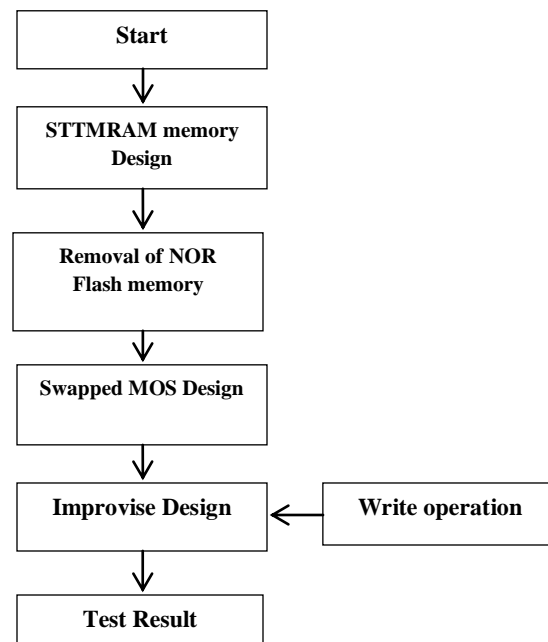 Start
STTMRAM memory
Design
Removal of NOR
Flash memory
Swapped MOS Design
Improvise Design
Write operation
Test Result